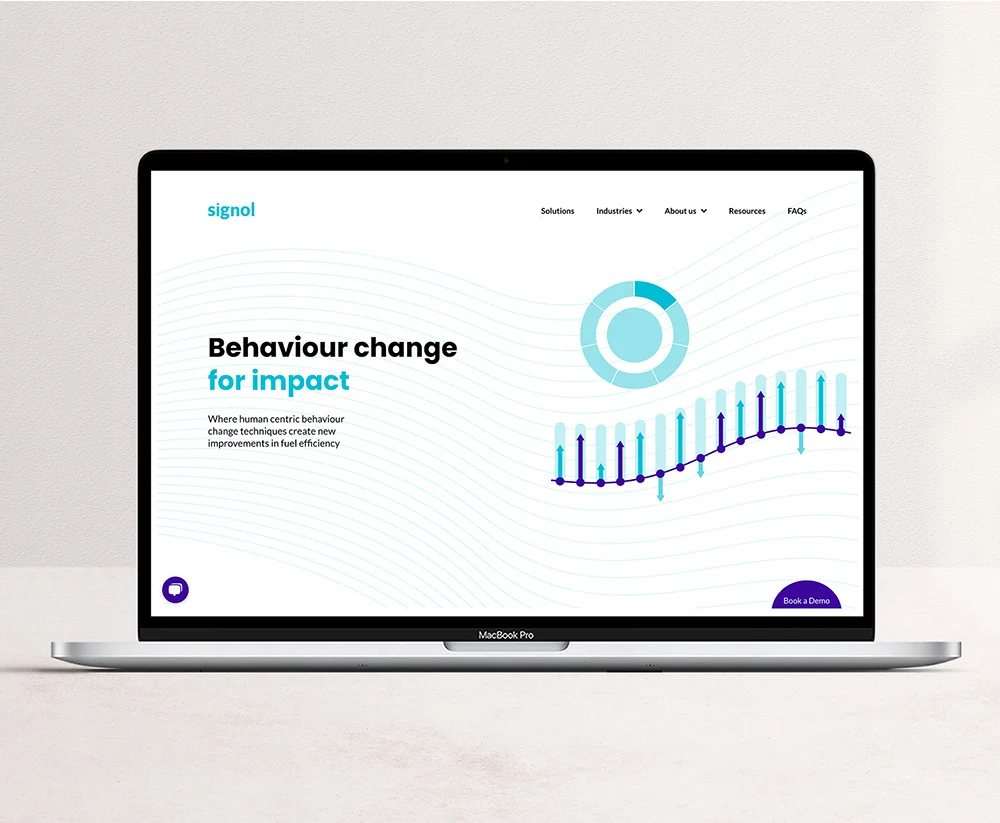 signol
Solutions
Industries
About us
Resources
FAQs
Behaviour change
for impact
Where human centric behaviour
change techniques create new
improvements in fuel efficiency
Book a Demo
MacBook Pro